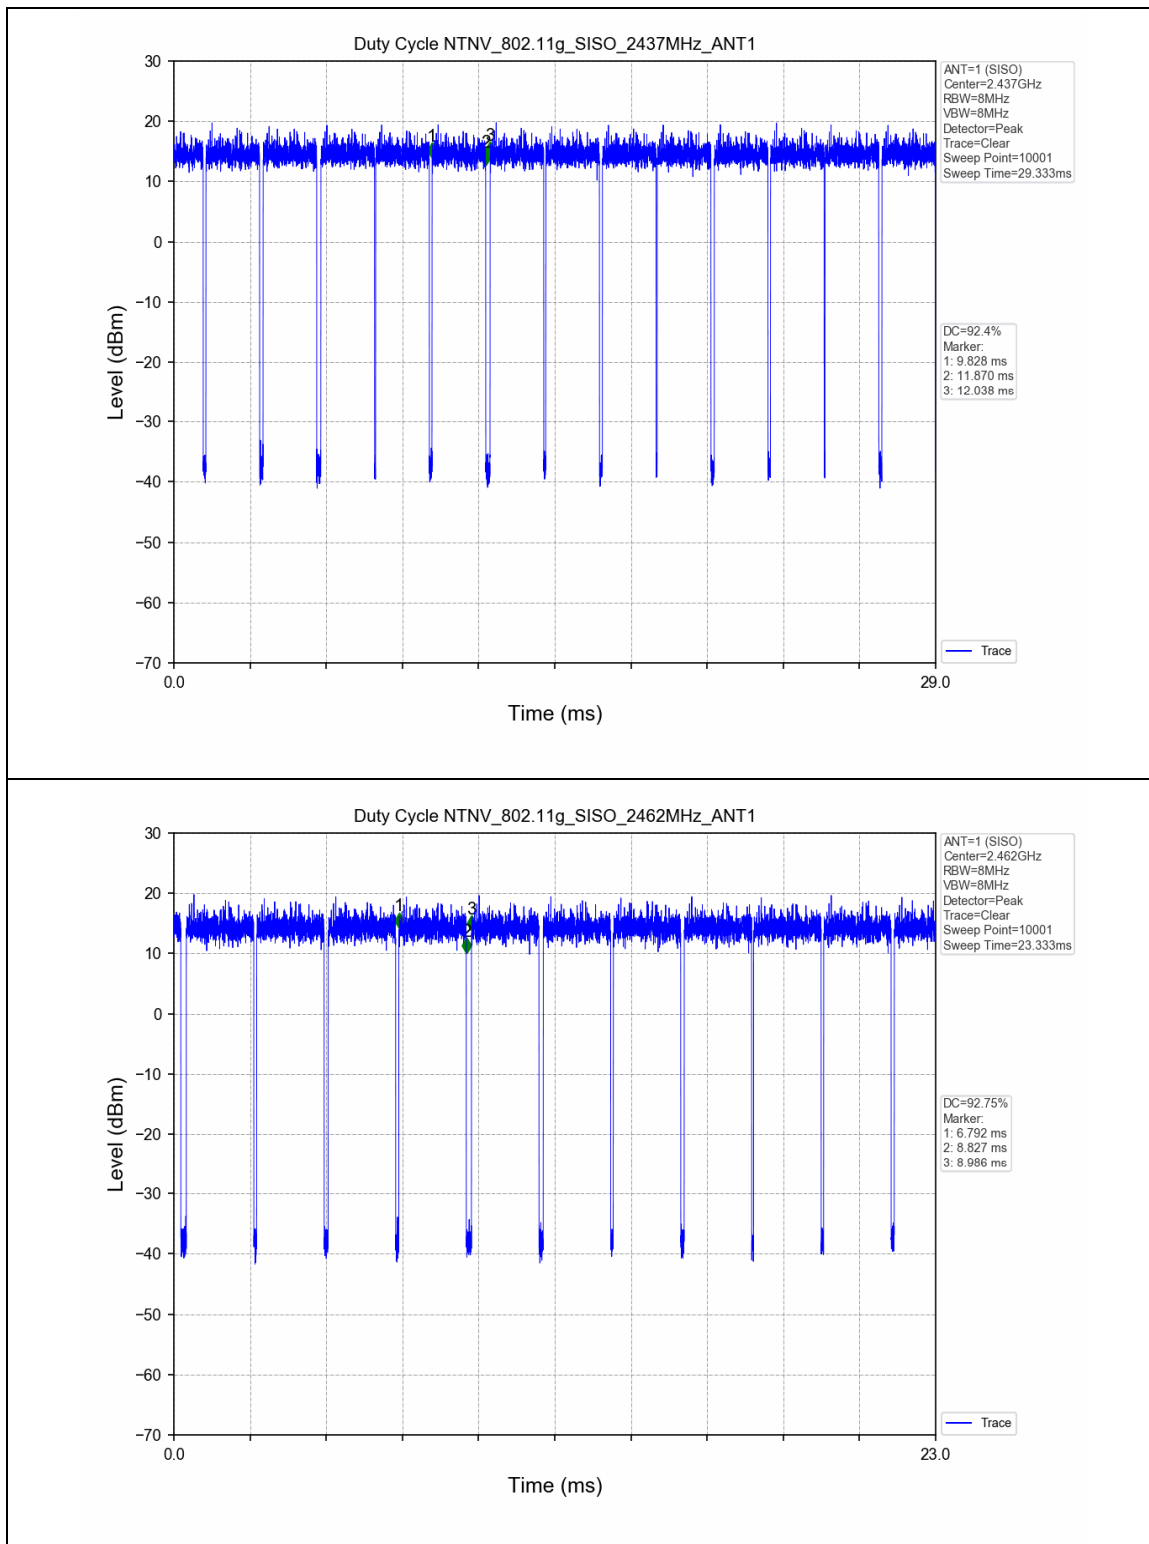 Duty Cycle NTNV_802.11g_SISO_2437MHz_ANT1
30
20
10
0
−10
−20
−30
−40
−50
−60
−70
Level (dBm)
1
2
3
0.0
29.0
Time (ms)
ANT=1 (SISO)
Center=2.437GHz
RBW=8MHz
VBW=8MHz
Detector=Peak
Trace=Clear
Sweep Point=10001
Sweep Time=29.333ms
DC=92.4%
Marker:
1: 9.828 ms
2: 11.870 ms
3: 12.038 ms
Trace
Duty Cycle NTNV_802.11g_SISO_2462MHz_ANT1
30
20
10
0
−10
−20
−30
−40
−50
−60
−70
Level (dBm)
1
2
3
0.0
23.0
Time (ms)
ANT=1 (SISO)
Center=2.462GHz
RBW=8MHz
VBW=8MHz
Detector=Peak
Trace=Clear
Sweep Point=10001
Sweep Time=23.333ms
DC=92.75%
Marker:
1: 6.792 ms
2: 8.827 ms
3: 8.986 ms
Trace